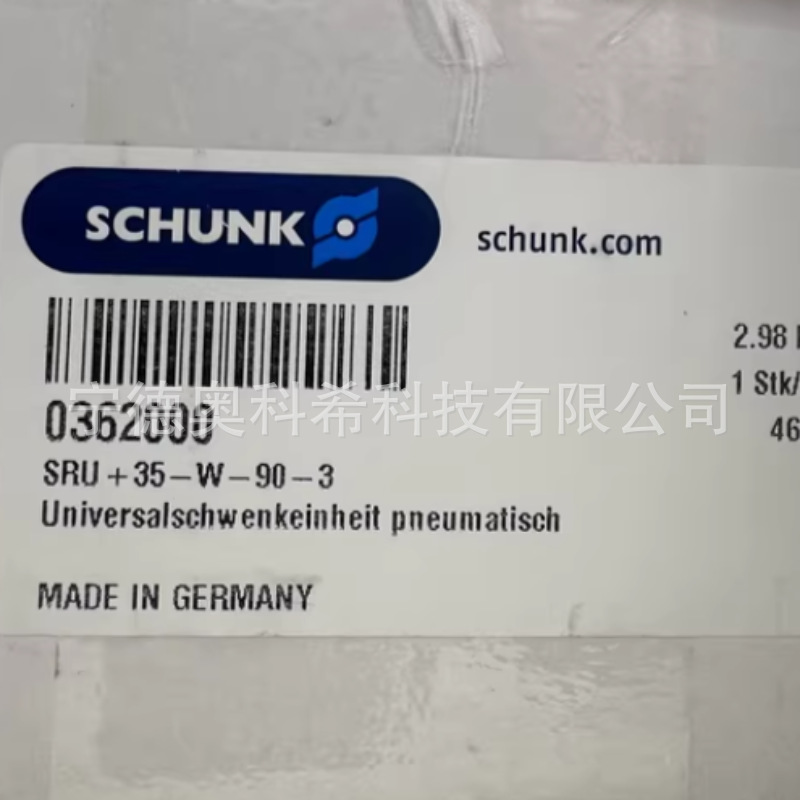 SCHUNK
schunk.com
2.98
1 Stk/
46
SRU+35-W-90-3
Universalschwenkeinheit pneumatisch
MADE IN GERMANY
宁德奥科希科技有限公司